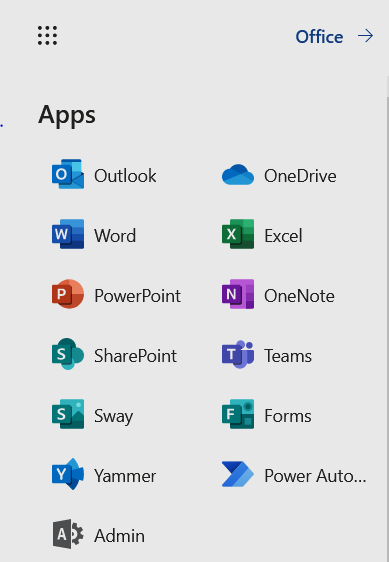 Office
Apps
Outlook
OneDrive
Word
Excel
PowerPoint
OneNote
SharePoint
Teams
Sway
Forms
Yammer
Power Auto...
Admin